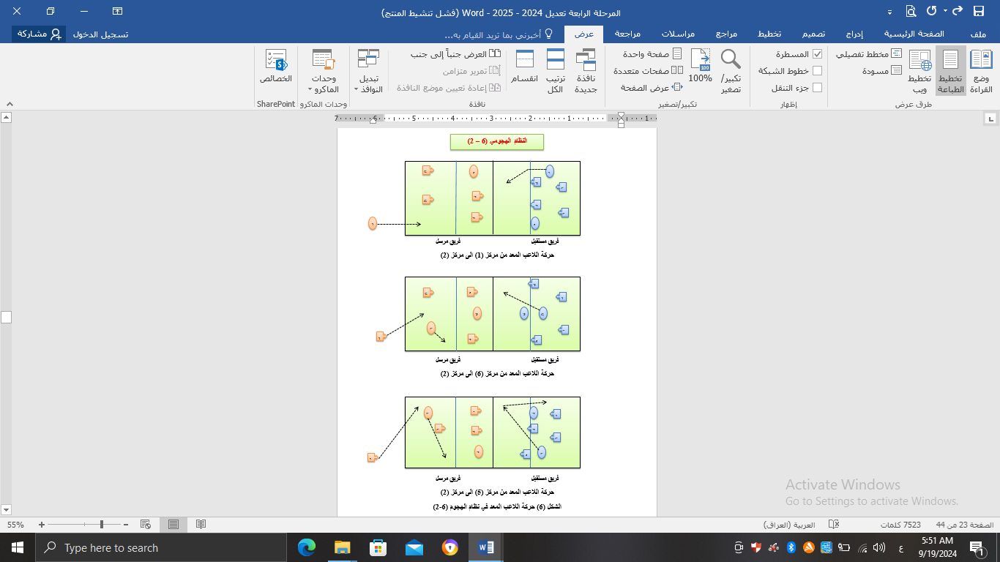 المرحلة الرابعة تعديل 2024 - 2025 - Word (فشل تنشيط المنتج)
ملف
الصفحة الرئيسية
إدراج
تصميم
تخطيط
مراجع
مراسلات
مراجعة
عرض
أخبرني بما تريد القيام به...
تسجيل الدخول
مشاركة
وضع القراءة
تخطيط الطباعة
تخطيط ويب
مخطط تفصيلي
مسودة
طرق عرض
المسطرة
خطوط الشبكة
جزء التنقل
إظهار
تكبير/تصغير
100%
100
صفحة واحدة
صفحات متعددة
عرض الصفحة
تكبير/تصغير
نافذة جديدة
ترتيب الكل
انقسام
العرض جنباً إلى جنب
تمرير متزامن
إعادة تعيين موضع النافذة
تبديل النوافذ
نافذة
وحدات الماكرو
وحدات الماكرو
الخصائص
SharePoint
7 6 5 4 3 2 1 1
النظام الهجومي (6 – 2)
فريق مستقبل
فريق مرسل
حركة اللاعب المعد من مركز (1) الى مركز (2)
فريق مستقبل
فريق مرسل
حركة اللاعب المعد من مركز (6) الى مركز (2)
فريق مستقبل
فريق مرسل
حركة اللاعب المعد من مركز (5) الى مركز (2)
الشكل (6) حركة اللاعب المعد في نظام الهجوم (6-2)
Activate Windows
Go to Settings to activate Windows.
الصفحة 23 من 44
7523 كلمات
العربية (العراق)
55%
Type here to search
ع
5:51 AM
9/19/2024
1